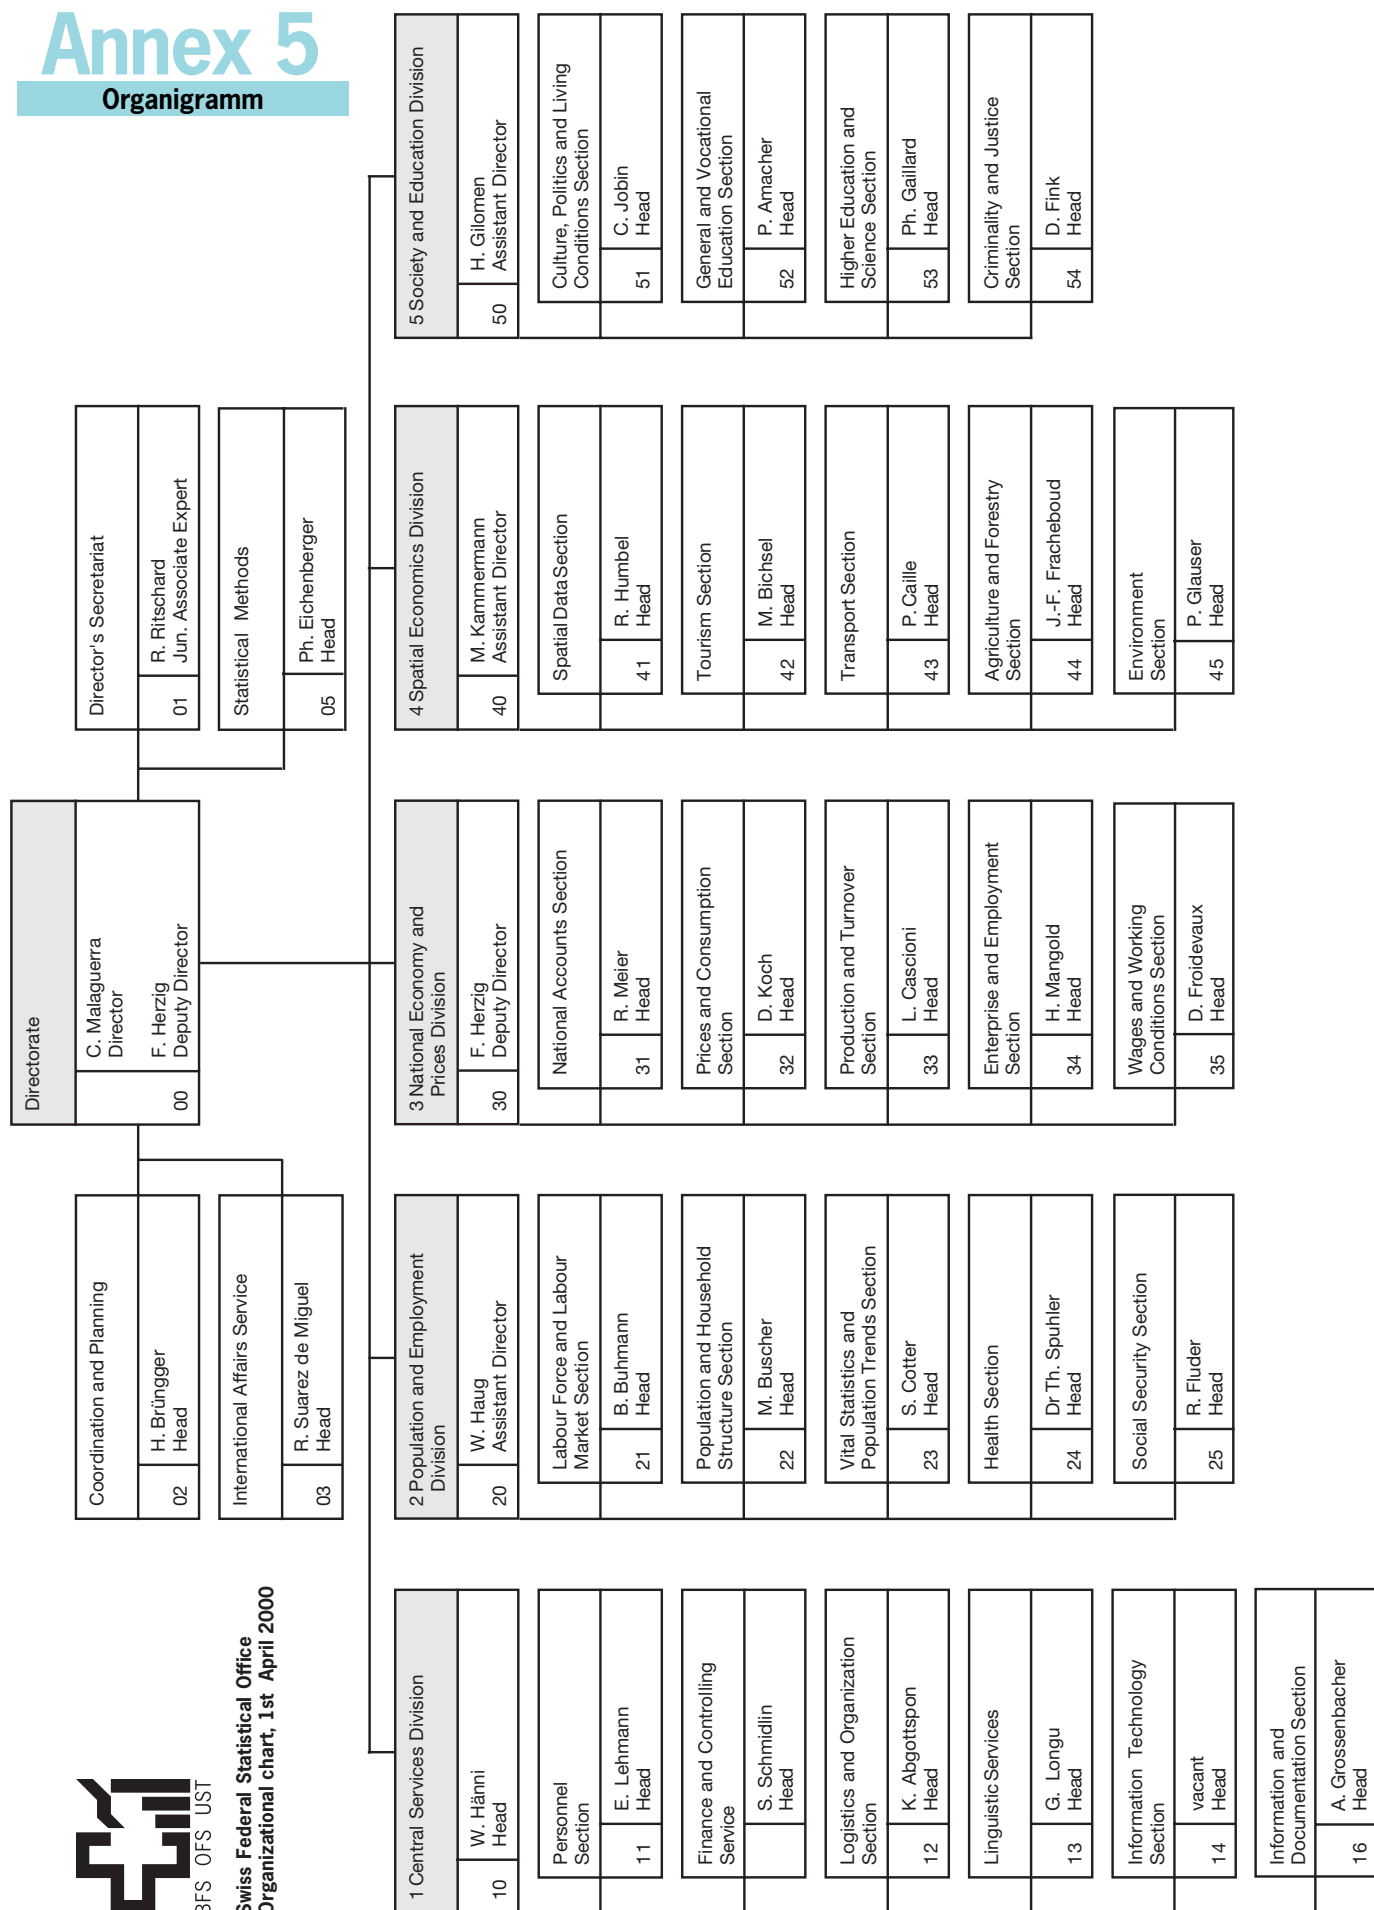 Annex 5
Organigramm
BFS OFS UST
Swiss Federal Statistical Office
Organizational chart, 1st April 2000
Directorate
00
C. Malaguerra
Director
F. Herzig
Deputy Director
Coordination and Planning
02
H. Brüngger
Head
International Affairs Service
03
R. Suarez de Miguel
Head
Director's Secretariat
01
R. Ritschard
Jun. Associate Expert
Statistical Methods
05
Ph. Eichenberger
Head
1 Central Services Division
10
W. Hänni
Head
Personnel
Section
11
E. Lehmann
Head
Finance and Controlling
Service
S. Schmidlin
Head
Logistics and Organization
Section
12
K. Abgottspon
Head
Linguistic Services
13
G. Longu
Head
Information Technology
Section
14
vacant
Head
Information and
Documentation Section
16
A. Grossenbacher
Head
2 Population and Employment
Division
20
W. Haug
Assistant Director
Labour Force and Labour
Market Section
21
B. Buhmann
Head
Population and Household
Structure Section
22
M. Buscher
Head
Vital Statistics and
Population Trends Section
23
S. Cotter
Head
Health Section
24
Dr Th. Spuhler
Head
Social Security Section
25
R. Fluder
Head
3 National Economy and
Prices Division
30
F. Herzig
Deputy Director
National Accounts Section
31
R. Meier
Head
Prices and Consumption
Section
32
D. Koch
Head
Production and Turnover
Section
33
L. Cascioni
Head
Enterprise and Employment
Section
34
H. Mangold
Head
Wages and Working
Conditions Section
35
D. Froidevaux
Head
4 Spatial Economics Division
40
M. Kammermann
Assistant Director
Spatial Data Section
41
R. Humbel
Head
Tourism Section
42
M. Bichsel
Head
Transport Section
43
P. Caille
Head
Agriculture and Forestry
Section
44
J.-F. Fracheboud
Head
Environment
Section
45
P. Glauser
Head
5 Society and Education Division
50
H. Gilomen
Assistant Director
Culture, Politics and Living
Conditions Section
51
C. Jobin
Head
General and Vocational
Education Section
52
P. Amacher
Head
Higher Education and
Science Section
53
Ph. Gaillard
Head
Criminality and Justice
Section
54
D. Fink
Head